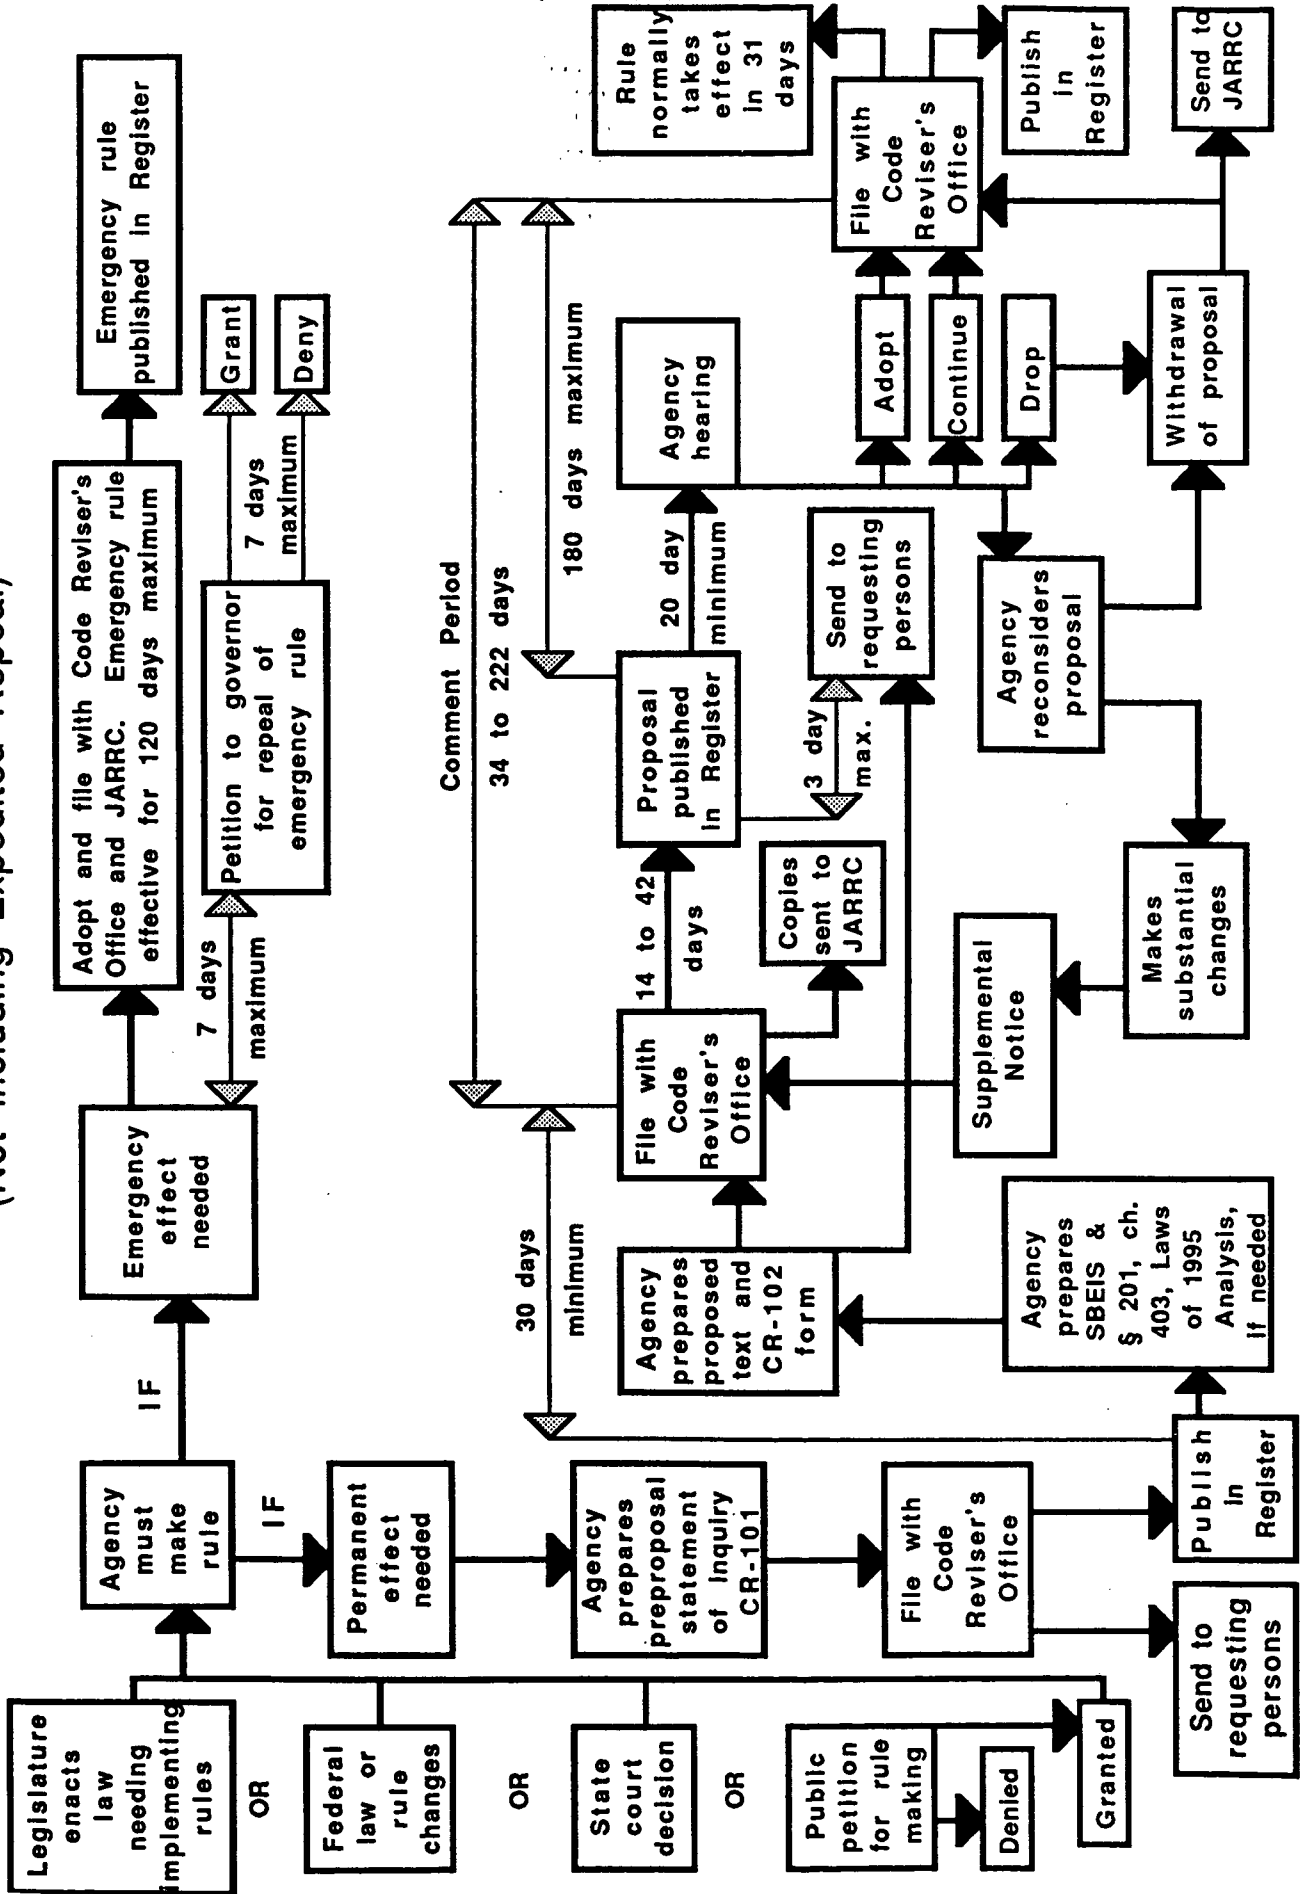 (Not Including Expedited Repeal)
Legislature
enacts
law
needing
implementing
rules
OR
Federal
law or
rule
changes
OR
State
court
decision
OR
Public
petition
for rule
making
Denied
Granted
Agency
must
make
rule
IF
IF
Emergency
effect
needed
Adopt and file with Code Reviser's
Office and JARRC. Emergency rule
effective for 120 days maximum
Emergency rule
published in Register
7 days
maximum
Petition to governor
for repeal of
emergency rule
7 days
maximum
Grant
Deny
Permanent
effect
needed
Agency
prepares
preproposal
statement
of Inquiry
CR-101
File with
Code
Reviser's
Office
Send to
requesting
persons
Publish
in
Register
30 days
minimum
Agency
prepares
SBEIS &
§ 201, ch.
403, Laws
of 1995
Analysis,
if needed
Agency
prepares
proposed
text and
CR-102
form
File with
Code
Reviser's
Office
Comment Period
34 to 222 days
14 to 42
days
Copies
sent to
JARRC
Proposal
published
in Register
180 days maximum
3 day
max.
Send to
requesting
persons
20 day
minimum
Agency
hearing
Adopt
Continue
Drop
Agency
reconsiders
proposal
Makes
substantial
changes
Supplemental
Notice
Withdrawal
of proposal
File with
Code
Reviser's
Office
Rule
normally
takes
effect
in 31
days
Publish
in
Register
Send to
JARRC